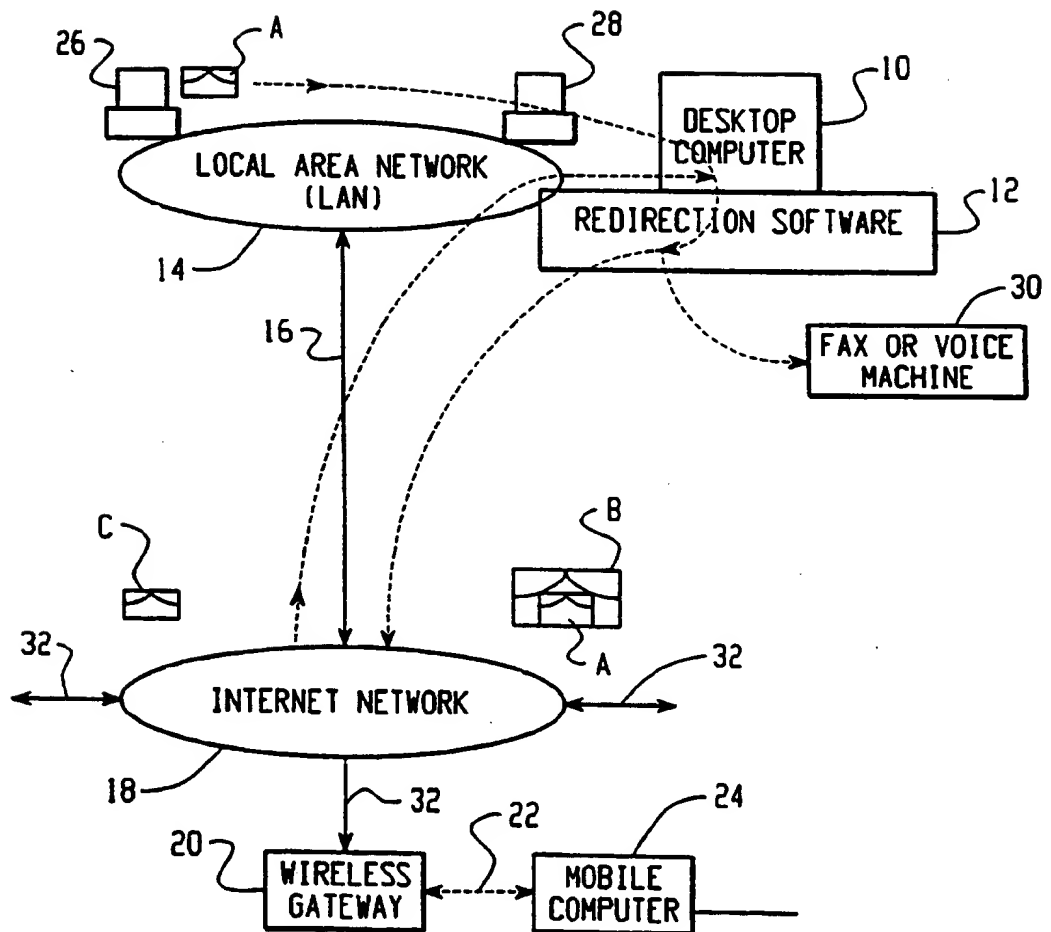 26
A
28
10
DESKTOP
COMPUTER
LOCAL AREA NETWORK
(LAN)
REDIRECTION SOFTWARE
12
14
16
30
FAX OR VOICE
MACHINE
C
B
A
32
32
INTERNET NETWORK
18
32
20
22
24
WIRELESS
GATEWAY
MOBILE
COMPUTER